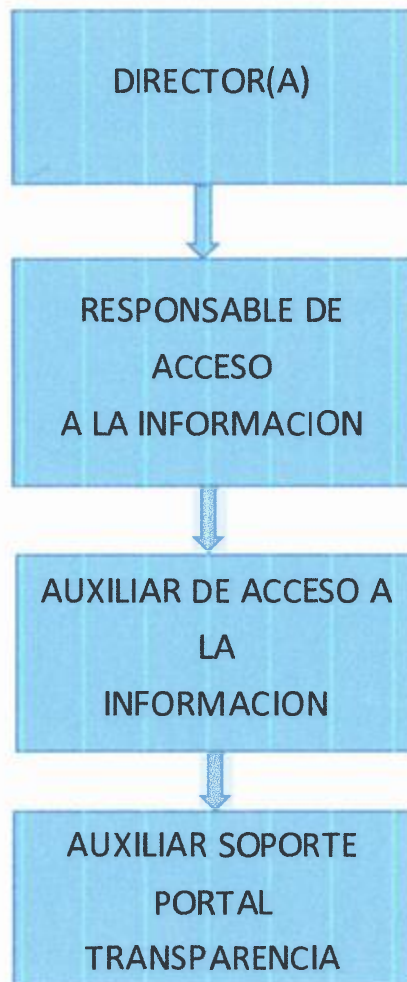 DIRECTOR(A)
RESPONSABLE DE
ACCESO
A LA INFORMACION
AUXILIAR DE ACCESO A
LA
INFORMACION
AUXILIAR SOPORTE
PORTAL
TRANSPARENCIA